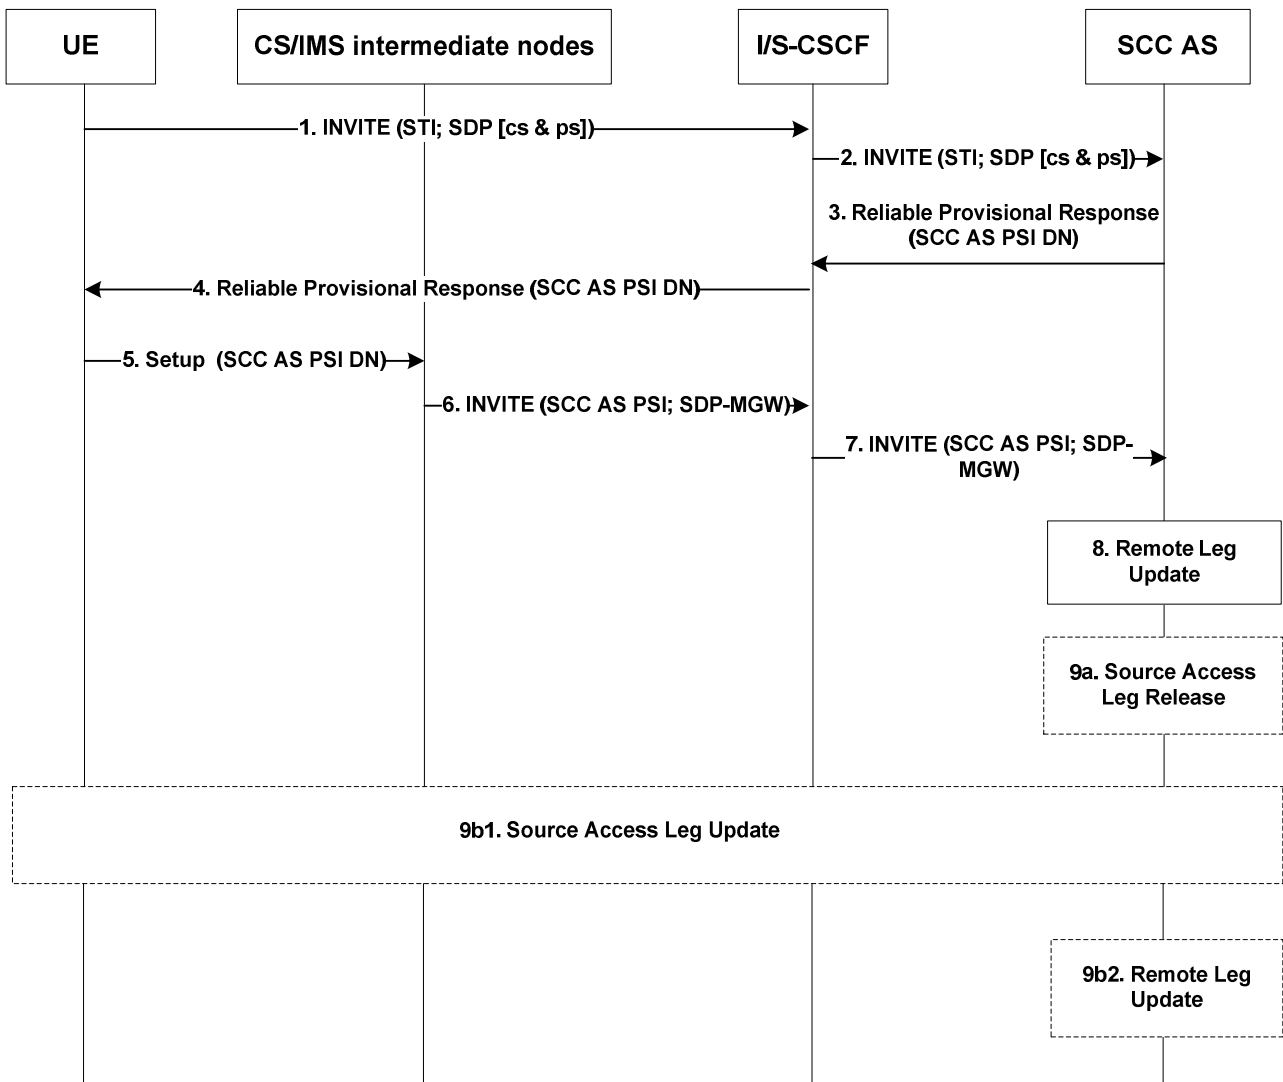 UE
CS/IMS intermediate nodes
I/S-CSCF
SCC AS
1. INVITE (STI; SDP [cs & ps])
2. INVITE (STI; SDP [cs & ps])
3. Reliable Provisional Response
(SCC AS PSI DN)
4. Reliable Provisional Response (SCC AS PSI DN)
5. Setup (SCC AS PSI DN)
6. INVITE (SCC AS PSI; SDP-MGW)
7. INVITE (SCC AS PSI; SDP-
MGW)
8. Remote Leg
Update
9a. Source Access
Leg Release
9b1. Source Access Leg Update
9b2. Remote Leg
Update